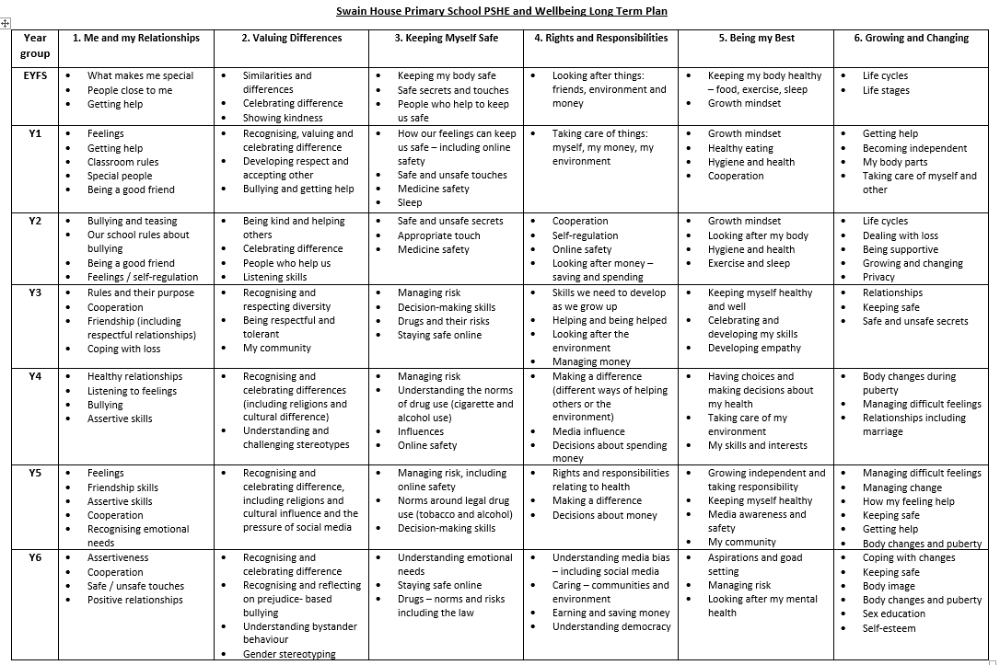 Swain House Primary School PSHE and Wellbeing Long Term Plan
Year group
1. Me and my Relationships
2. Valuing Differences
3. Keeping Myself Safe
4. Rights and Responsibilities
5. Being my Best
6. Growing and Changing
EYFS
What makes me special
People close to me
Getting help
Similarities and
differences
Celebrating difference
Showing kindness
Keeping my body safe
Safe secrets and touches
People who help to keep
us safe
Looking after things:
friends, environment and
money
Keeping my body healthy
– food, exercise, sleep
Growth mindset
Life cycles
Life stages
Y1
Feelings
Getting help
Classroom rules
Special people
Being a good friend
Recognising, valuing and
celebrating difference
Developing respect and
accepting other
Bullying and getting help
How our feelings can keep
us safe – including online
safety
Safe and unsafe touches
Medicine safety
Sleep
Taking care of things:
myself, my money, my
environment
Growth mindset
Healthy eating
Hygiene and health
Cooperation
Getting help
Becoming independent
My body parts
Taking care of myself and
other
Y2
Bullying and teasing
Our school rules about
bullying
Being a good friend
Feelings / self-regulation
Being kind and helping
others
Celebrating difference
People who help us
Listening skills
Safe and unsafe secrets
Appropriate touch
Medicine safety
Cooperation
Self-regulation
Online safety
Looking after money –
saving and spending
Growth mindset
Looking after my body
Hygiene and health
Exercise and sleep
Life cycles
Dealing with loss
Being supportive
Growing and changing
Privacy
Y3
Rules and their purpose
Cooperation
Friendship (including
respectful relationships)
Coping with loss
Recognising and
respecting diversity
Being respectful and
tolerant
My community
Managing risk
Decision-making skills
Drugs and their risks
Staying safe online
Skills we need to develop
as we grow up
Helping and being helped
Looking after the
environment
Managing money
Keeping myself healthy
and well
Celebrating and
developing my skills
Developing empathy
Relationships
Keeping safe
Safe and unsafe secrets
Y4
Healthy relationships
Listening to feelings
Bullying
Assertive skills
Recognising and
celebrating differences
(including religions and
cultural difference)
Understanding and
challenging stereotypes
Managing risk
Understanding the norms
of drug use (cigarette and
alcohol use)
Influences
Online safety
Making a difference
(different ways of helping
others or the
environment)
Media influence
Decisions about spending
money
Having choices and
making decisions about
my health
Taking care of my
environment
My skills and interests
Body changes during
puberty
Managing difficult feelings
Relationships including
marriage
Y5
Feelings
Friendship skills
Assertive skills
Cooperation
Recognising emotional
needs
Recognising and
celebrating difference,
including religions and
cultural influence and the
pressure of social media
Managing risk, including
online safety
Norms around legal drug
use (tobacco and alcohol)
Decision-making skills
Rights and responsibilities
relating to health
Making a difference
Decisions about money
Growing independent and
taking responsibility
Keeping myself healthy
Media awareness and
safety
My community
Managing difficult feelings
Managing change
How my feeling help
Keeping safe
Getting help
Body changes and puberty
Y6
Assertiveness
Cooperation
Safe / unsafe touches
Positive relationships
Recognising and
celebrating difference
Recognising and reflecting
on prejudice- based
bullying
Understanding bystander
behaviour
Gender stereotyping
Understanding emotional
needs
Staying safe online
Drugs – norms and risks
including the law
Understanding media bias
– including social media
Caring – communities and
environment
Earning and saving money
Understanding democracy
Aspirations and goad
setting
Managing risk
Looking after my mental
health
Coping with changes
Keeping safe
Body image
Body changes and puberty
Sex education
Self-esteem